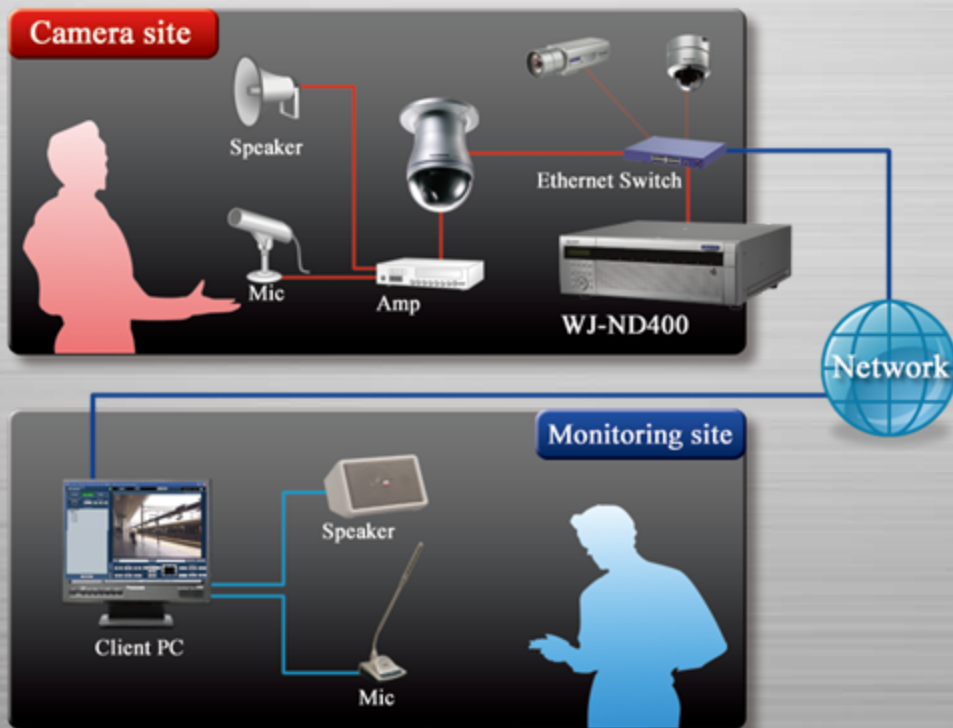 Camera site
Speaker
Ethernet Switch
Mic
Amp
WJ-ND400
Network
Monitoring site
Speaker
Client PC
Mic